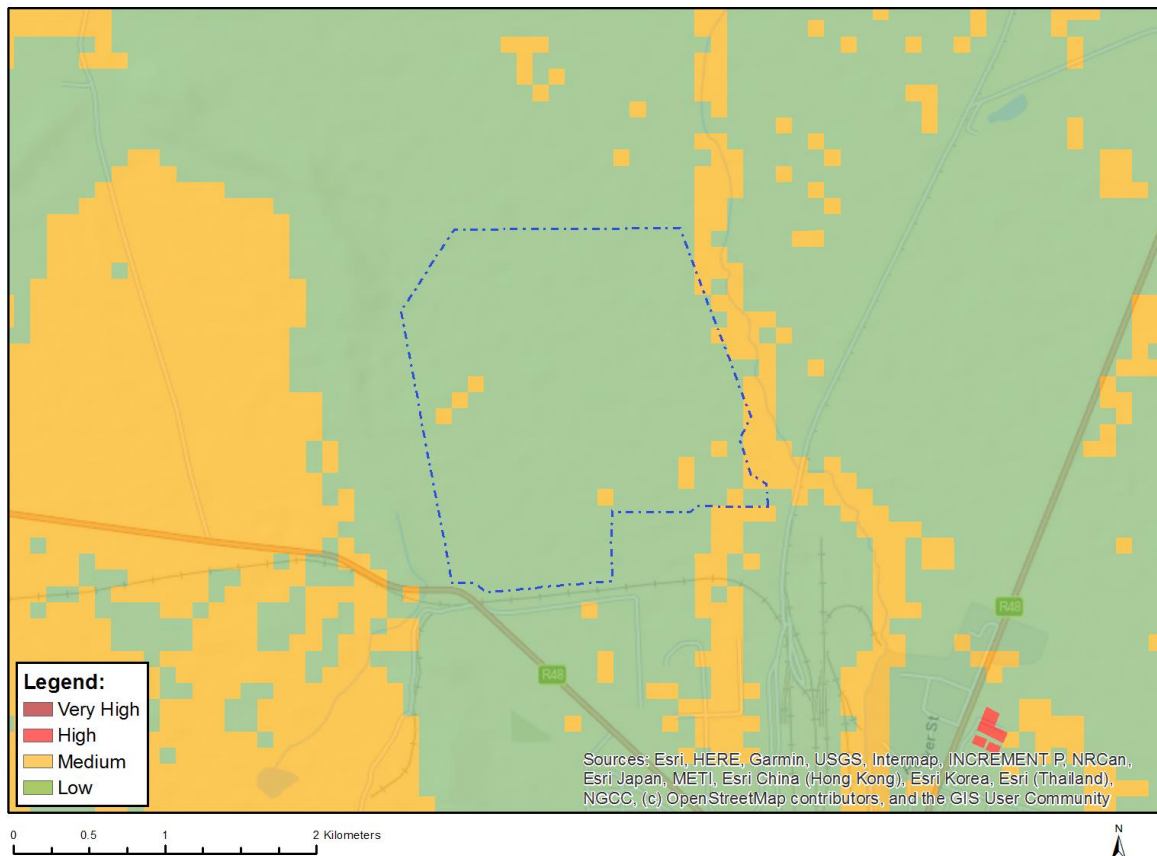 R48
R48
Legend:
Very High
High
Medium
Low
Sources: Esri, HERE, Garmin, USGS, Intermap, INCREMENT P, NRCan,
Esri Japan, METI, Esri China (Hong Kong), Esri Korea, Esri (Thailand),
NGCC, (c) OpenStreetMap contributors, and the GIS User Community
0 0.5 1 2 Kilometers
N